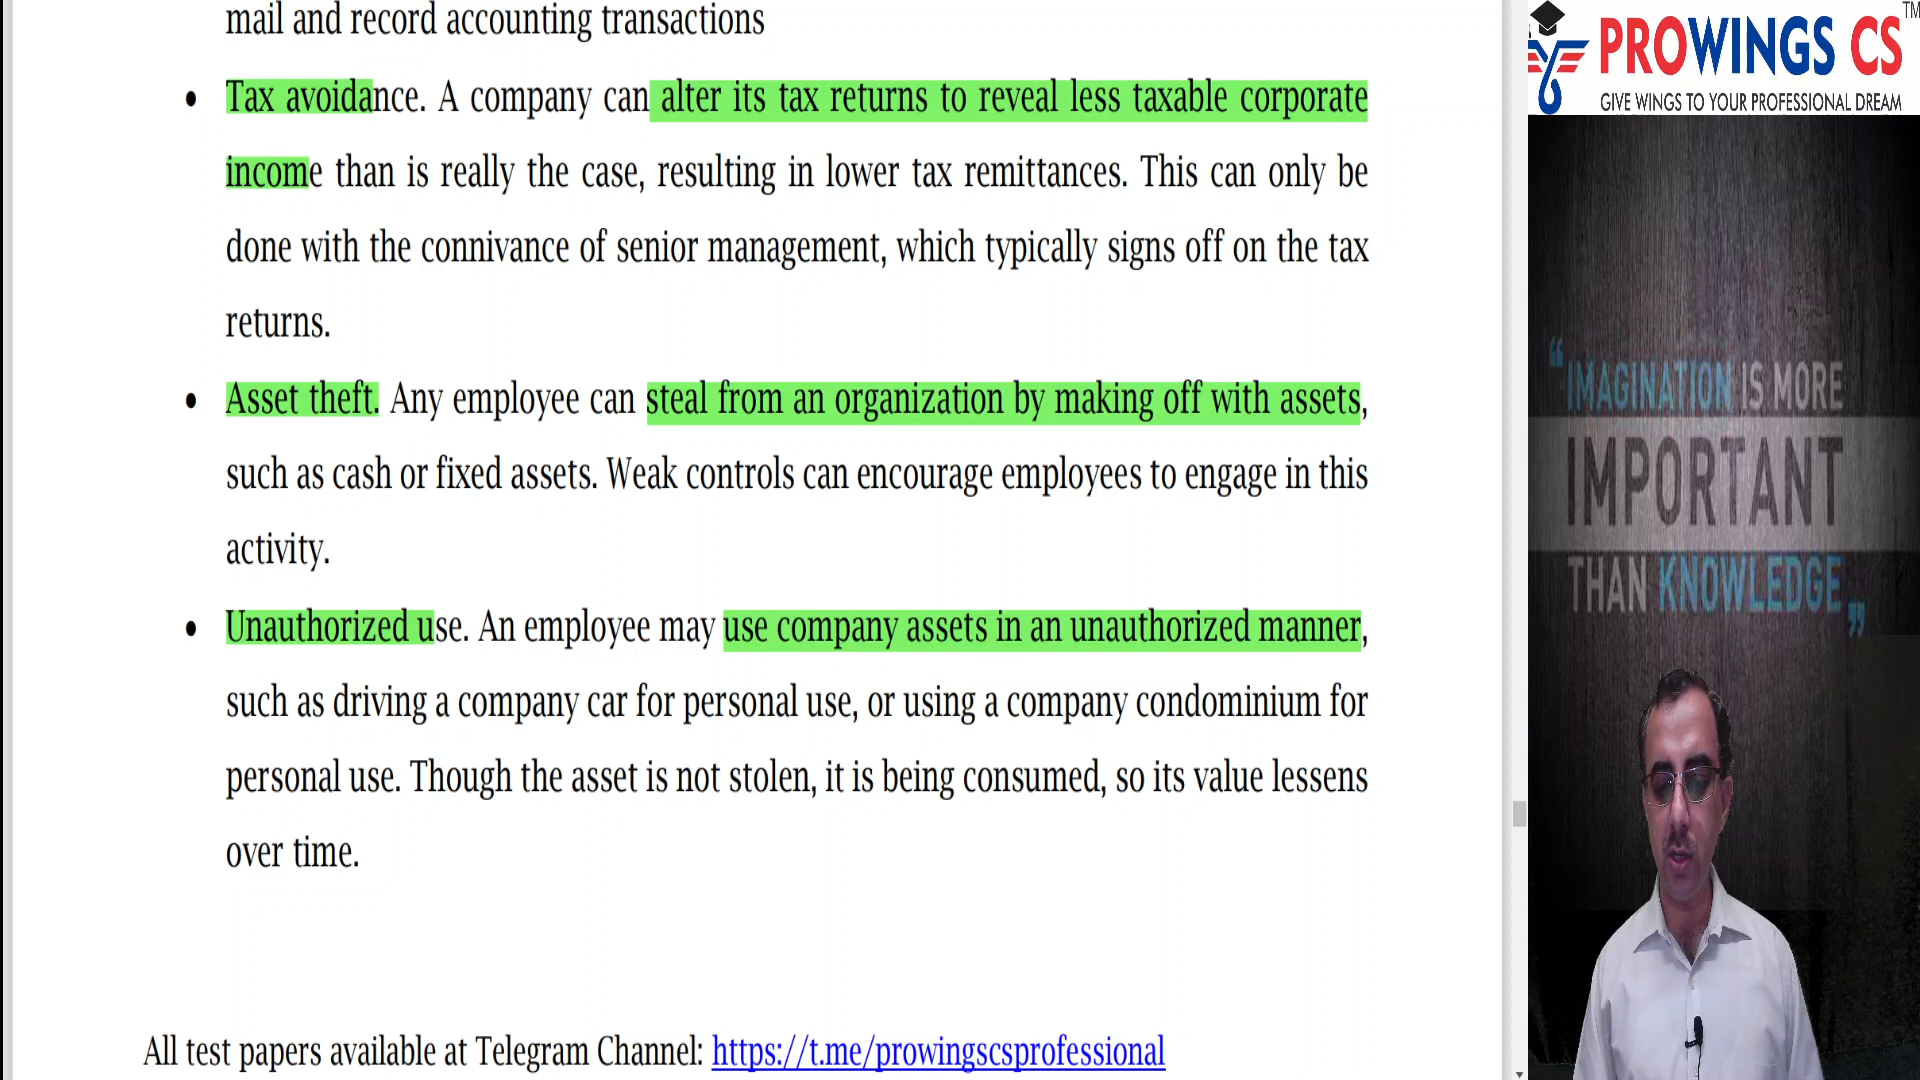 mail and record accounting transactions
• Tax avoidance. A company can alter its tax returns to reveal less taxable corporate
income than is really the case, resulting in lower tax remittances. This can only be
done with the connivance of senior management, which typically signs off on the tax
returns.
• Asset theft. Any employee can steal from an organization by making off with assets,
such as cash or fixed assets. Weak controls can encourage employees to engage in this
activity.
• Unauthorized use. An employee may use company assets in an unauthorized manner,
such as driving a company car for personal use, or using a company condominium for
personal use. Though the asset is not stolen, it is being consumed, so its value lessens
over time.
All test papers available at Telegram Channel: https://t.me/prowingscsprofessional
PROWINGS CS TM
GIVE WINGS TO YOUR PROFESSIONAL DREAM
“IMAGINATION IS MORE
IMPORTANT
THAN KNOWLEDGE”